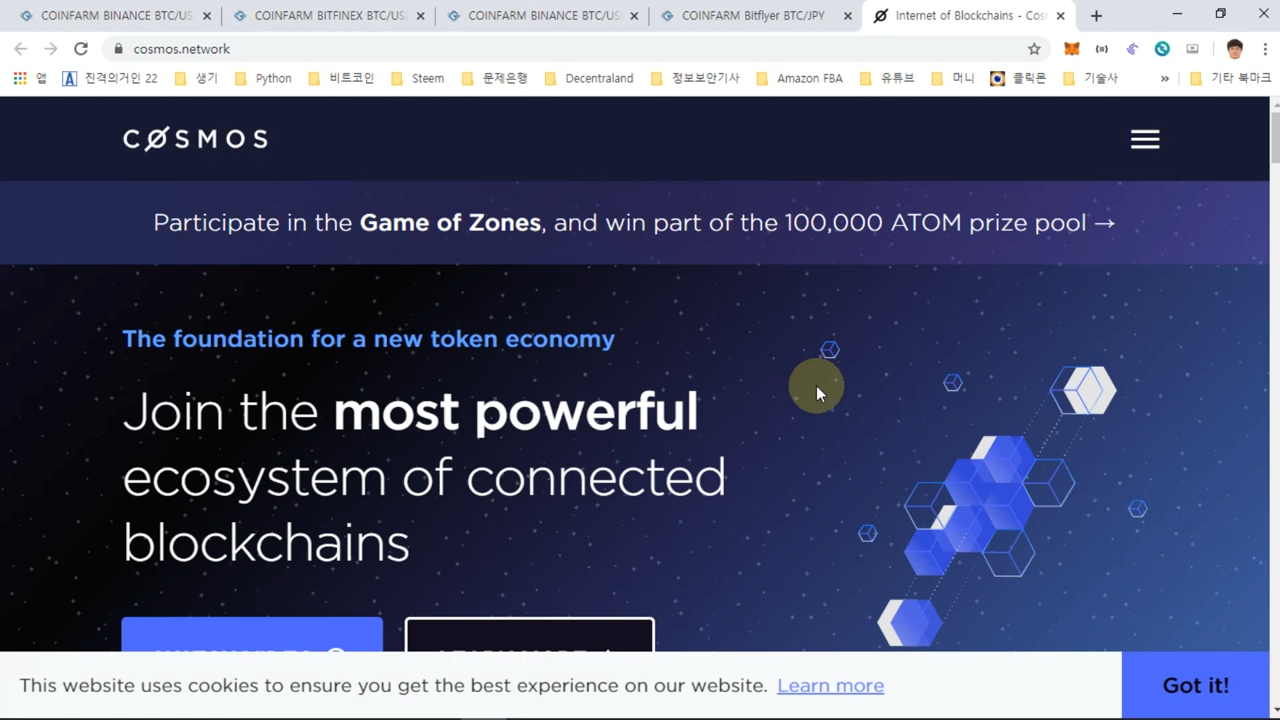 COINFARM BINANCE BTC/US
COINFARM BITFINEX BTC/US
COINFARM BINANCE BTC/US
COINFARM Bitflyer BTC/JPY
Internet of Blockchains - Cos
cosmos.network
앱
진격의거인 22
생기
Python
비트코인
Steem
문제은행
Decentraland
정보보안기사
Amazon FBA
유튜브
머니
클릭몬
기술사
»
기타 북마크
COSMOS
Participate in the Game of Zones, and win part of the 100,000 ATOM prize pool →
The foundation for a new token economy
Join the most powerful
ecosystem of connected
blockchains
This website uses cookies to ensure you get the best experience on our website. Learn more
Got it!